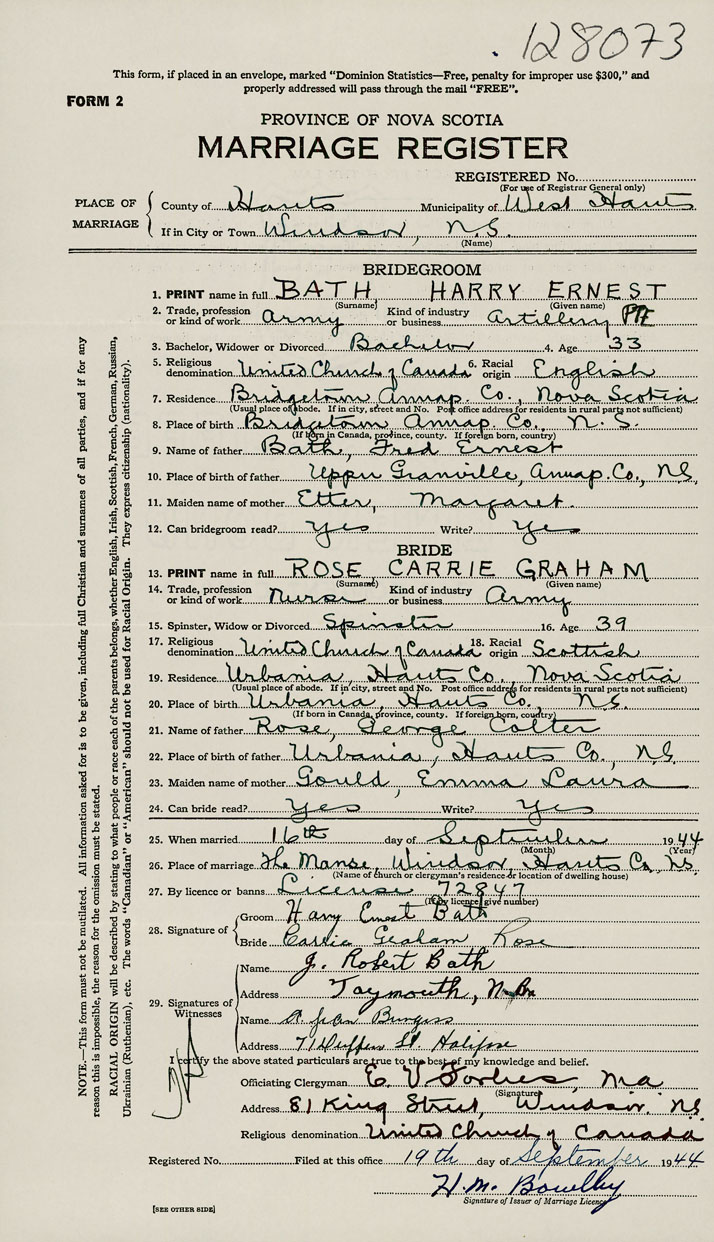 128073
This form, if placed in an envelope, marked "Dominion Statistics—Free, penalty for improper use $300," and
properly addressed will pass through the mail "FREE".
FORM 2
PROVINCE OF NOVA SCOTIA
MARRIAGE REGISTER
REGISTERED No.
(For use of Registrar General only)
PLACE OF MARRIAGE
County of Hants Municipality of West Hants
If in City or Town Windsor, N.S.
(Name)
BRIDEGROOM
1. PRINT name in full BATH, HARRY ERNEST
(Surname) (Given name)
2. Trade, profession or kind of work Army Kind of industry or business Artillery PTE
3. Bachelor, Widower or Divorced Bachelor 4. Age 33
5. Religious denomination United Church of Canada 6. Racial origin English
7. Residence Bridgetown Annap. Co., Nova Scotia
(Usual place of abode. If in city, street and No. Post office address for residents in rural parts not sufficient)
8. Place of birth Bridgetown Annap. Co., N.S.
(If born in Canada, province, county. If foreign born, country)
9. Name of father Bath, Fred Ernest
10. Place of birth of father Upper Granville, Annap. Co., N.S.
11. Maiden name of mother Etter, Margaret.
12. Can bridegroom read? Yes Write? Yes
BRIDE
13. PRINT name in full ROSE CARRIE GRAHAM
(Surname) (Given name)
14. Trade, profession or kind of work Nurse Kind of industry or business Army
15. Spinster, Widow or Divorced Spinster 16. Age 39
17. Religious denomination United Church of Canada 18. Racial origin Scottish
19. Residence Urbania, Hants Co., Nova Scotia
(Usual place of abode. If in city, street and No. Post office address for residents in rural parts not sufficient)
20. Place of birth Urbania, Hants Co., N.S.
(If born in Canada, province, county. If foreign born, country)
21. Name of father Rose, George Colter
22. Place of birth of father Urbania, Hants Co., N.S.
23. Maiden name of mother Gould, Emma Laura
24. Can bride read? Yes Write? Yes
25. When married 16th day of September 1944
(Month) (Year)
26. Place of marriage The Manse, Windsor, Hants Co., N.S.
(Name of church or clergyman's residence or location of dwelling house)
27. By licence or banns License 72847
(If by licence, give number)
28. Signature of
Groom Harry Ernest Bath
Bride Carrie Graham Rose
29. Signatures of Witnesses
Name J. Robert Bath
Address Taymouth, N.B.
Name A. Jean Burgess
Address 71 St. Halifax
I certify the above stated particulars are true to the best of my knowledge and belief.
Officiating Clergyman E V Forbes, Ma
(Signature)
Address 81 King Street, Windsor. N.S.
Religious denomination United Church of Canada
Registered No. Filed at this office 19th day of September 1944
H. M. Bowlby
Signature of Issuer of Marriage Licence
[SEE OTHER SIDE]
NOTE.—This form must not be mutilated. All information asked for is to be given, including full Christian and surnames of all parties, and if for any
reason this is impossible, the reason for the omission must be stated.
RACIAL ORIGIN will be described by stating to what people or race each of the parents belongs, whether English, Irish, Scottish, French, German, Russian,
Ukrainian (Ruthenian), etc. The words "Canadian" or "American" should not be used for Racial Origin. They express citizenship (nationality).